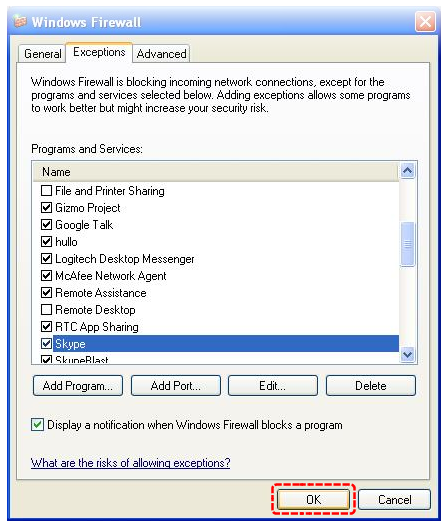 Windows Firewall
General Exceptions Advanced
Windows Firewall is blocking incoming network connections, except for the
programs and services selected below. Adding exceptions allows some programs
to work better but might increase your security risk.
Programs and Services:
Name
File and Printer Sharing
Gizmo Project
Google Talk
hullo
Logitech Desktop Messenger
McAfee Network Agent
Remote Assistance
Remote Desktop
RTC App Sharing
Skype
SkypeBlast
Add Program... Add Port... Edit... Delete
Display a notification when Windows Firewall blocks a program
What are the risks of allowing exceptions?
OK Cancel